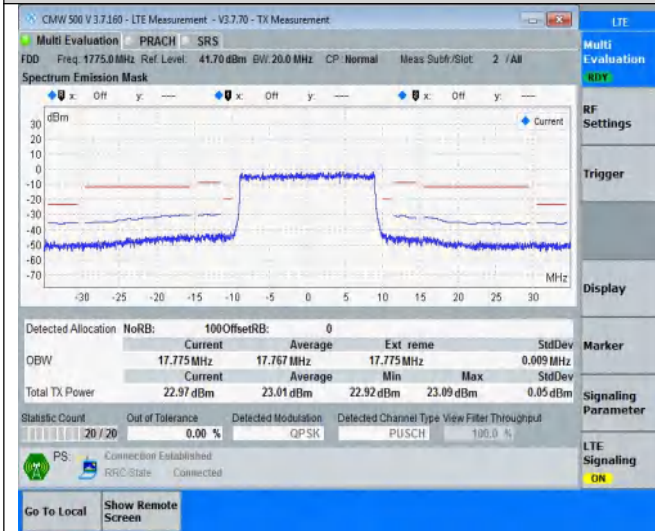 CMW 500 V 3.7.160 - LTE Measurement - V3.7.70 - TX Measurement
LTE
Multi Evaluation PRACH SRS
Multi Evaluation
RDY
FDD Freq: 1775.0 MHz Ref. Level: 41.70 dBm BW: 20.0 MHz CP: Normal Meas Subfr./Slot: 2 / All
Spectrum Emission Mask
x: Off y: --- x: Off y: --- x: Off y: ---
dBm
Current
30
20
10
0
-10
-20
-30
-40
-50
-60
-70
MHz
-30 -25 -20 -15 -10 -5 0 5 10 15 20 25 30
RF Settings
Trigger
Display
Marker
Signaling Parameter
LTE Signaling
ON
Detected Allocation NoRB: 100 OffsetRB: 0
Current Average Ext reme StdDev
OBW 17.775 MHz 17.767 MHz 17.775 MHz 0.009 MHz
Current Average Min Max StdDev
Total TX Power 22.97 dBm 23.01 dBm 22.92 dBm 23.09 dBm 0.05 dBm
Statistic Count Out of Tolerance Detected Modulation Detected Channel Type View Filter Throughput
20 / 20 0.00 % QPSK PUSCH 100.0 %
PS: Connection Established
RRC State Connected
Go To Local
Show Remote Screen